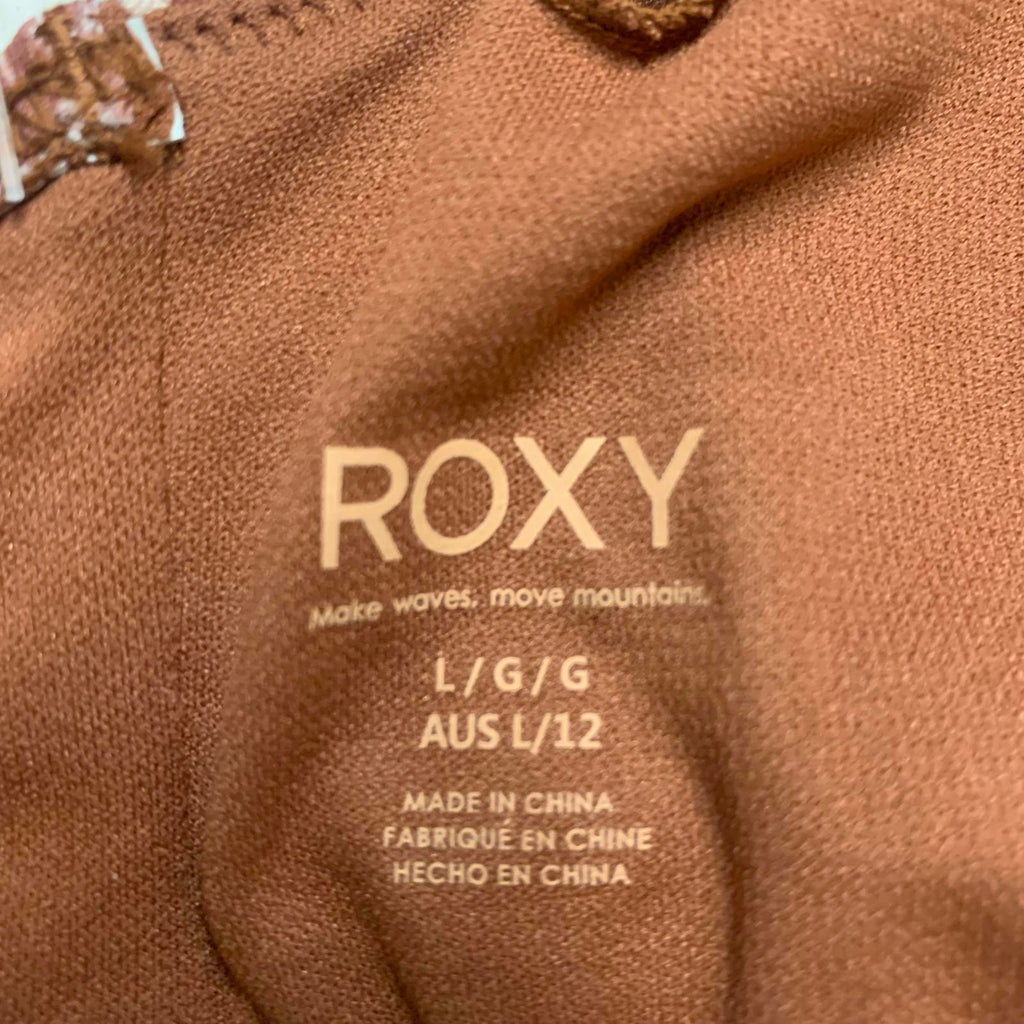 ROXY
Make waves, move mountains.
L/G/G
AUS L/12
MADE IN CHINA
FABRIQUÉ EN CHINE
HECHO EN CHINA